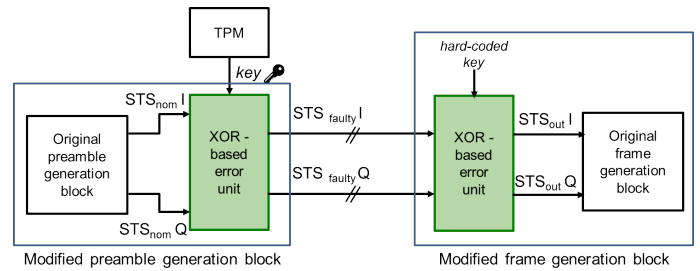 TPM
key
hard-coded
key
STSnom I
STS faulty I
STSout I
Original
preamble
generation
block
XOR -
based
error
unit
XOR -
based
error
unit
Original
frame
generation
block
STS faulty Q
STSout Q
STSnom Q
Modified preamble generation block
Modified frame generation block